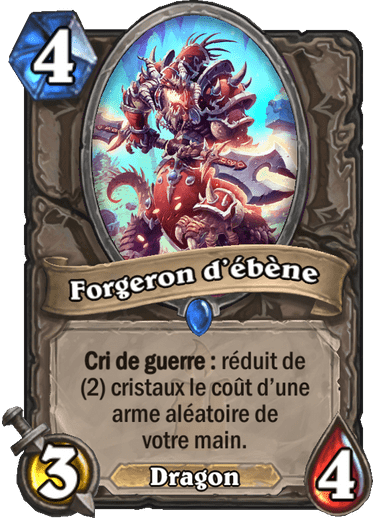 4
Forgeron d'ébène
Cri de guerre : réduit de
(2) cristaux le coût d'une
arme aléatoire de
votre main.
3
Dragon
4